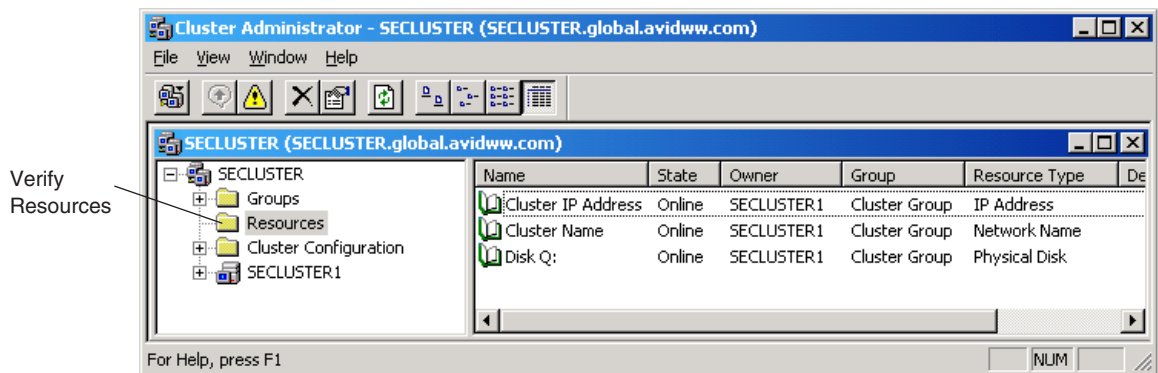 Cluster Administrator - SECLUSTER (SECLUSTER.global.avidww.com)
File View Window Help
SECLUSTER (SECLUSTER.global.avidww.com)
Verify
Resources
SECLUSTER
Groups
Resources
Cluster Configuration
SECLUSTER1
Name State Owner Group Resource Type De
Cluster IP Address Online SECLUSTER1 Cluster Group IP Address
Cluster Name Online SECLUSTER1 Cluster Group Network Name
Disk Q: Online SECLUSTER1 Cluster Group Physical Disk
For Help, press F1
NUM